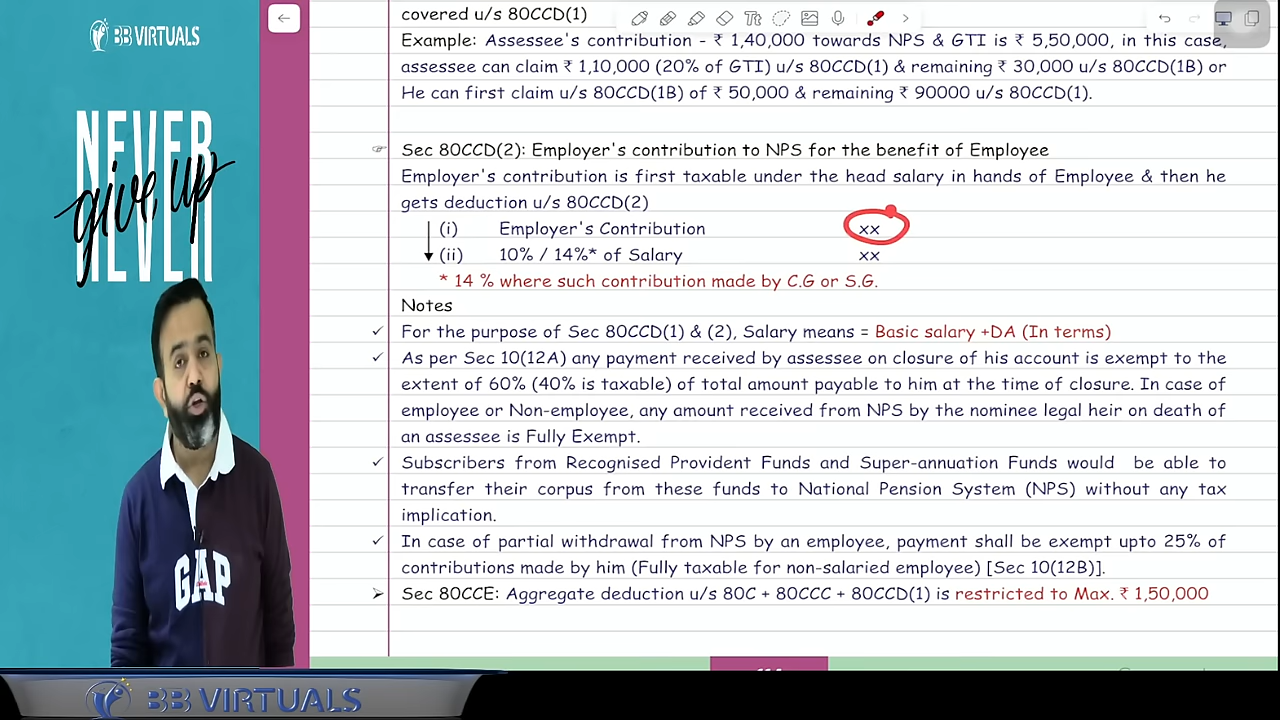 BB VIRTUALS
NEVER
give up
NEVER
GAP
covered u/s 80CCD(1)
Example: Assessee's contribution - ₹ 1,40,000 towards NPS & GTI is ₹ 5,50,000, in this case,
assessee can claim ₹ 1,10,000 (20% of GTI) u/s 80CCD(1) & remaining ₹ 30,000 u/s 80CCD(1B) or
He can first claim u/s 80CCD(1B) of ₹ 50,000 & remaining ₹ 90000 u/s 80CCD(1).
Sec 80CCD(2): Employer's contribution to NPS for the benefit of Employee
Employer's contribution is first taxable under the head salary in hands of Employee & then he
gets deduction u/s 80CCD(2)
(i) Employer's Contribution xx
(ii) 10% / 14%* of Salary xx
* 14 % where such contribution made by C.G or S.G.
Notes
✓ For the purpose of Sec 80CCD(1) & (2), Salary means = Basic salary +DA (In terms)
✓ As per Sec 10(12A) any payment received by assessee on closure of his account is exempt to the
extent of 60% (40% is taxable) of total amount payable to him at the time of closure. In case of
employee or Non-employee, any amount received from NPS by the nominee legal heir on death of
an assessee is Fully Exempt.
✓ Subscribers from Recognised Provident Funds and Super-annuation Funds would be able to
transfer their corpus from these funds to National Pension System (NPS) without any tax
implication.
✓ In case of partial withdrawal from NPS by an employee, payment shall be exempt upto 25% of
contributions made by him (Fully taxable for non-salaried employee) [Sec 10(12B)].
➤ Sec 80CCE: Aggregate deduction u/s 80C + 80CCC + 80CCD(1) is restricted to Max. ₹ 1,50,000
BB VIRTUALS